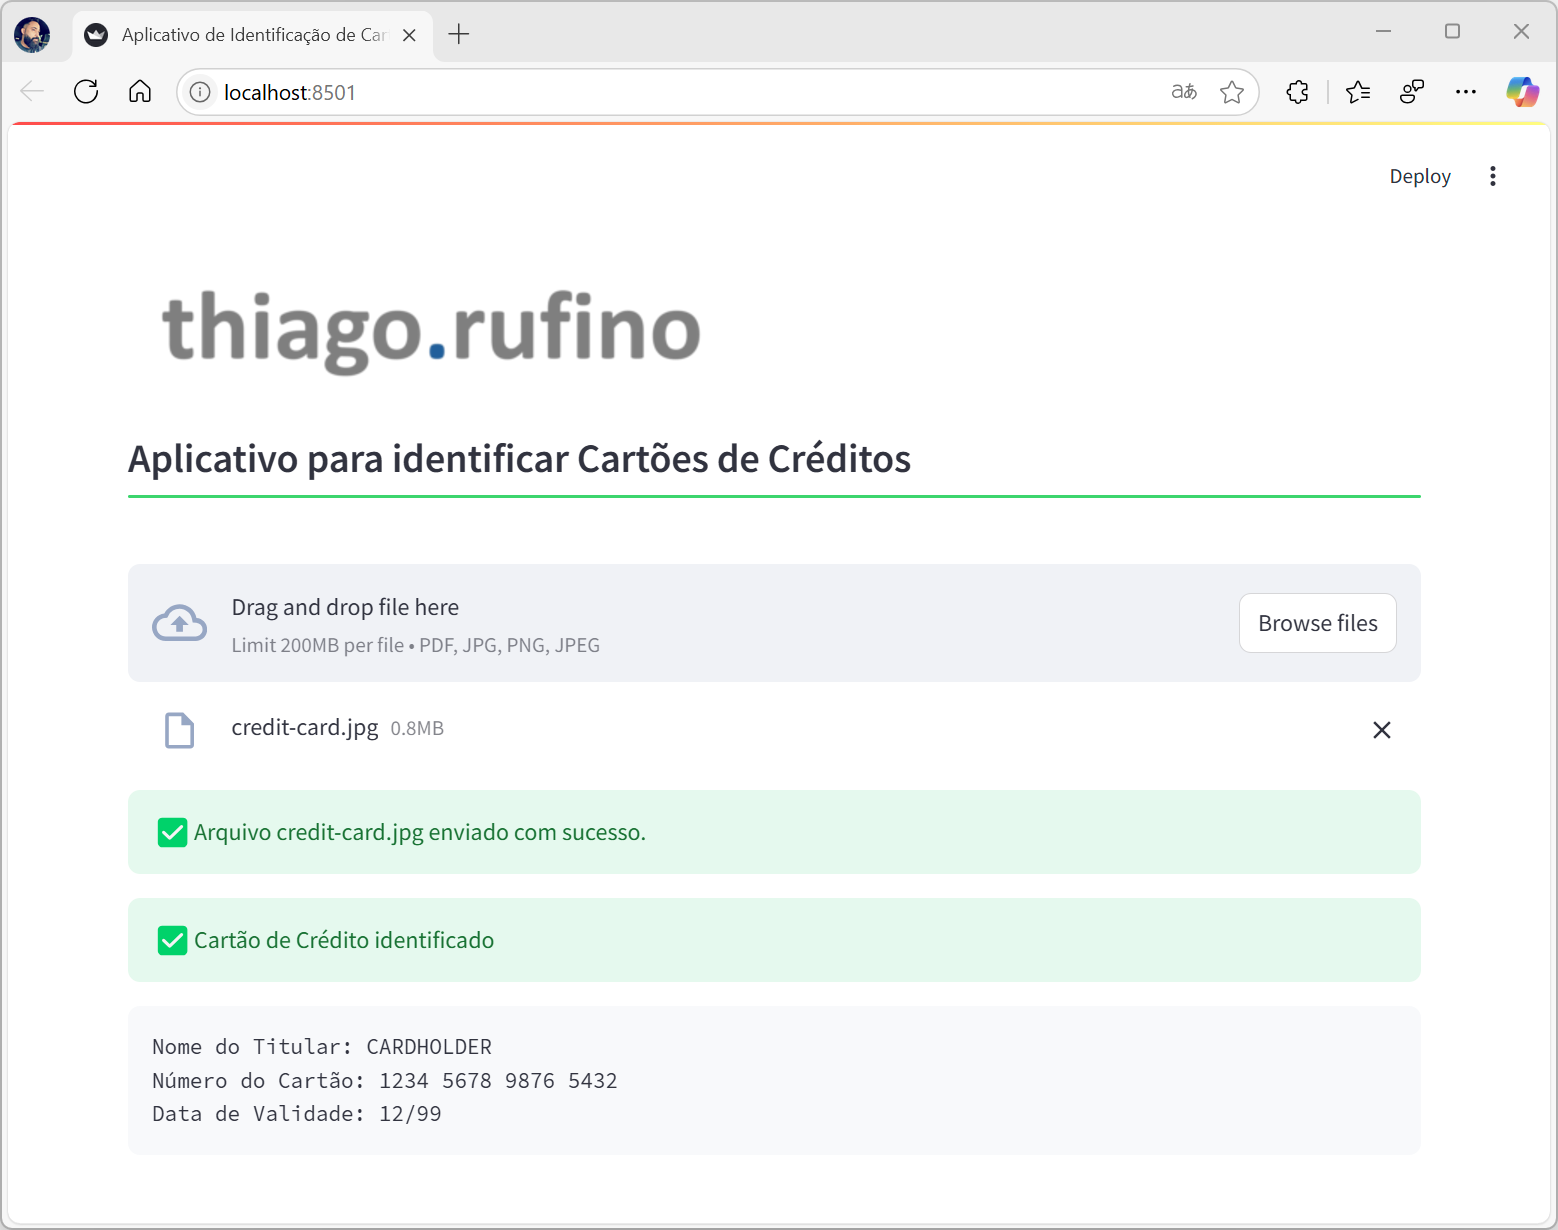 Aplicativo de Identificação de Car
localhost:8501
aあ
Deploy
thiago.rufino
Aplicativo para identificar Cartões de Créditos
Drag and drop file here
Limit 200MB per file • PDF, JPG, PNG, JPEG
Browse files
credit-card.jpg 0.8MB
Arquivo credit-card.jpg enviado com sucesso.
Cartão de Crédito identificado
Nome do Titular: CARDHOLDER
Número do Cartão: 1234 5678 9876 5432
Data de Validade: 12/99